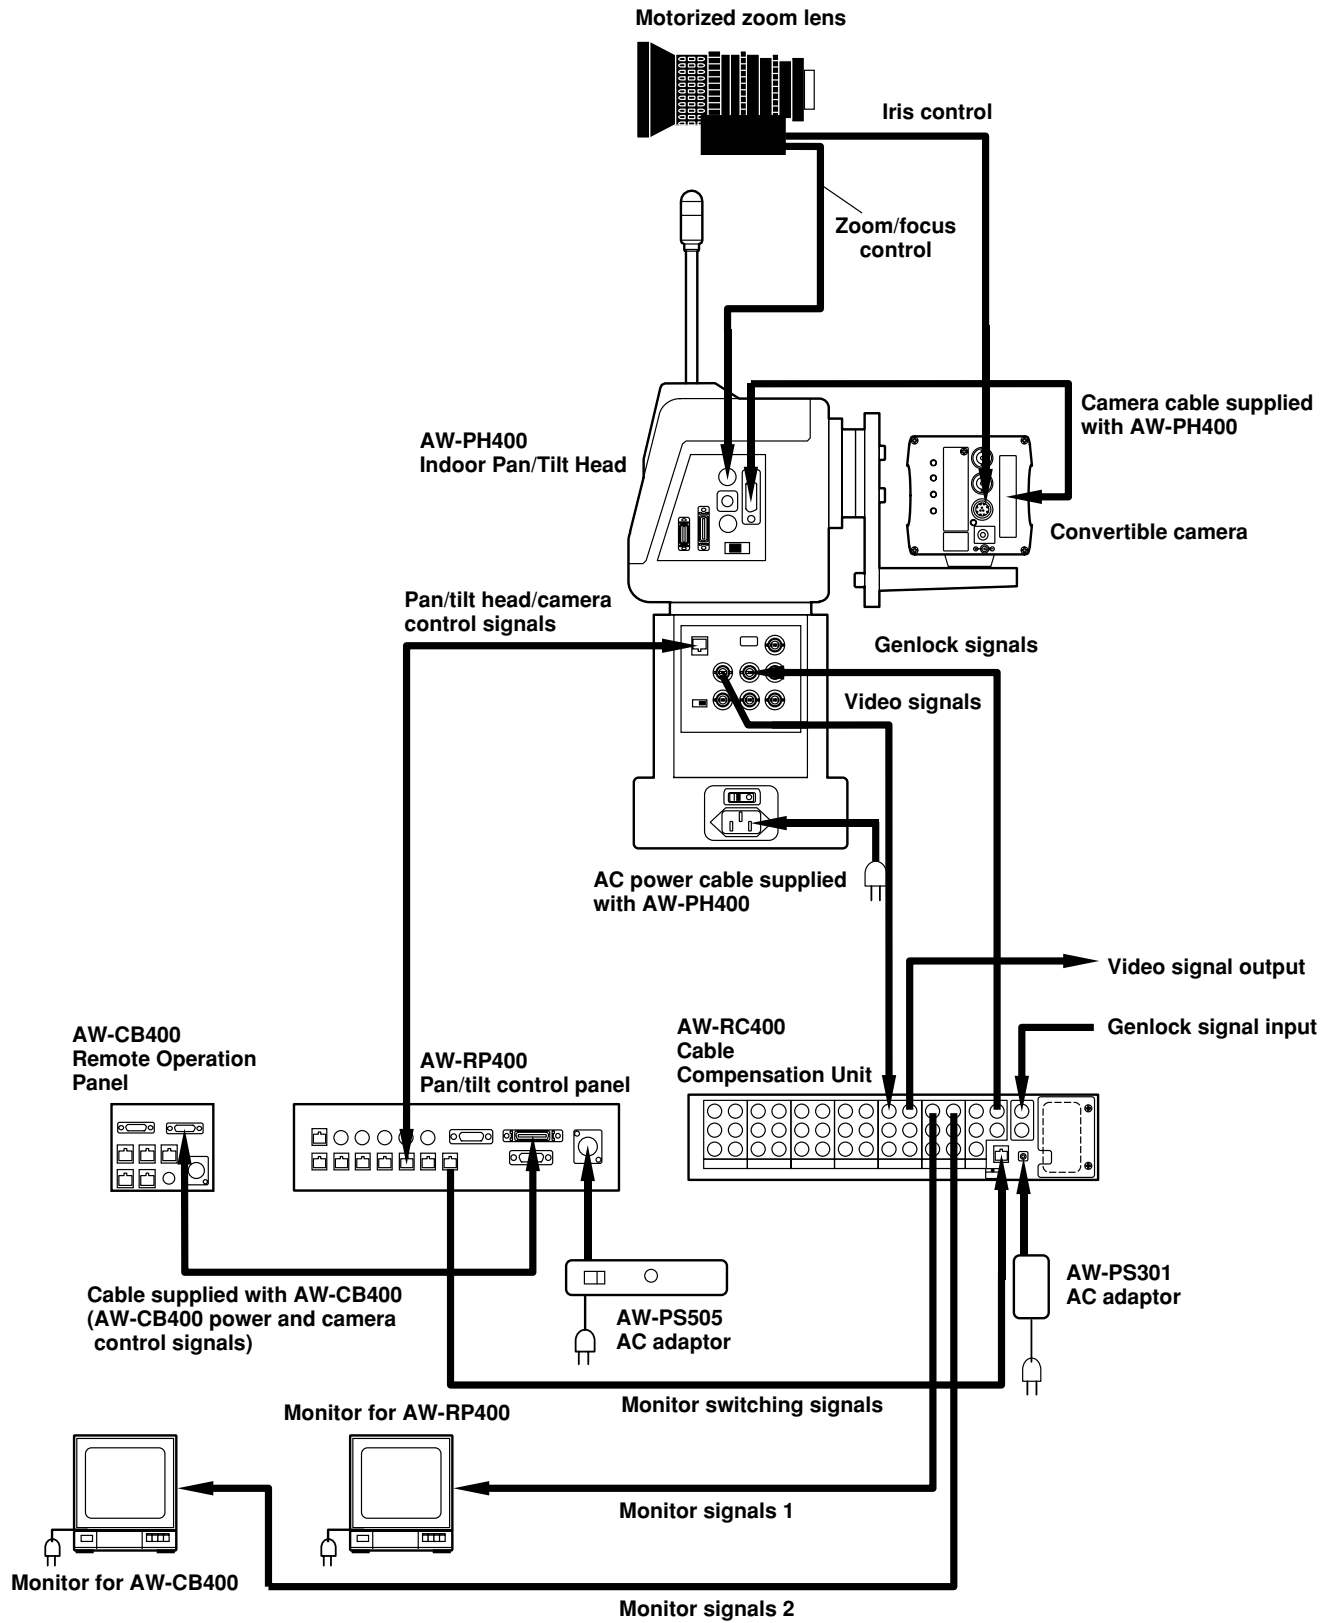 Motorized zoom lens
Iris control
Zoom/focus
control
Camera cable supplied
with AW-PH400
AW-PH400
Indoor Pan/Tilt Head
Convertible camera
Pan/tilt head/camera
control signals
Genlock signals
Video signals
AC power cable supplied
with AW-PH400
Video signal output
Genlock signal input
AW-RC400
Cable
Compensation Unit
AW-CB400
Remote Operation
Panel
AW-RP400
Pan/tilt control panel
AW-PS301
AC adaptor
Cable supplied with AW-CB400
(AW-CB400 power and camera
control signals)
AW-PS505
AC adaptor
Monitor switching signals
Monitor for AW-RP400
Monitor signals 1
Monitor for AW-CB400
Monitor signals 2